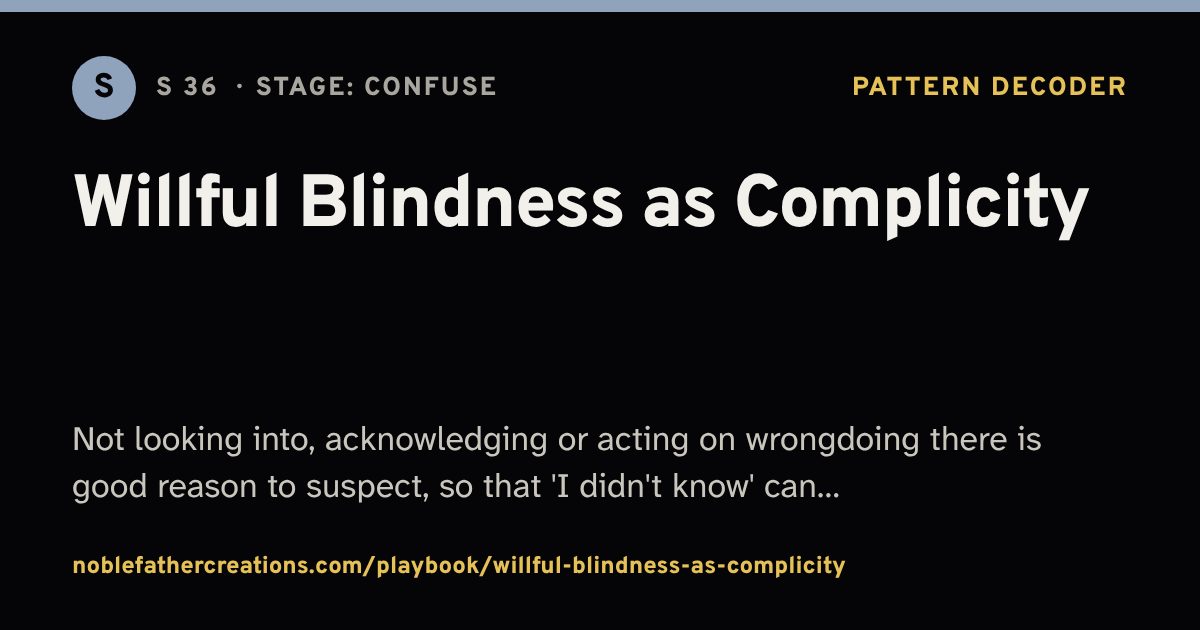 S
S 36 · STAGE: CONFUSE
PATTERN DECODER
Willful Blindness as Complicity
Not looking into, acknowledging or acting on wrongdoing there is
good reason to suspect, so that 'I didn't know' can...
noblefathercreations.com/playbook/willful-blindness-as-complicity